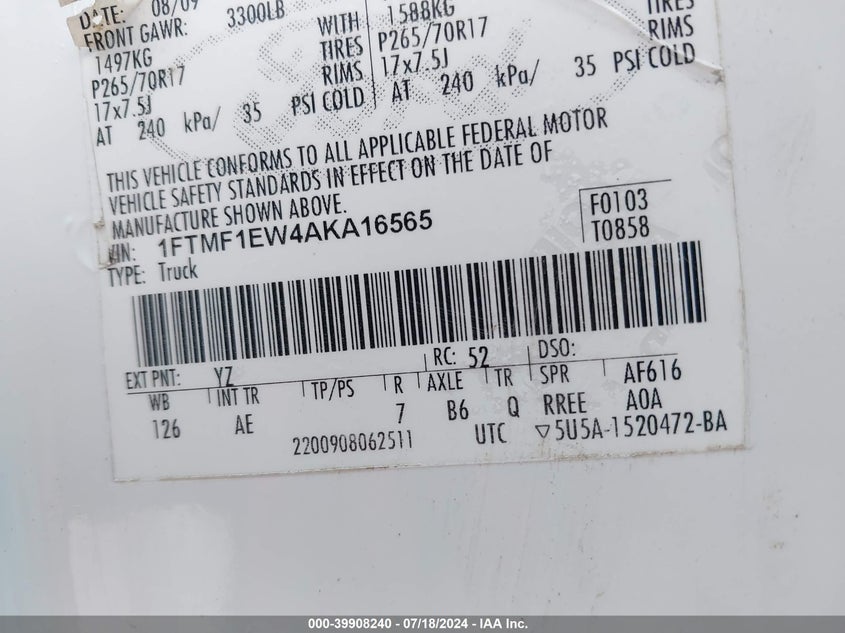 DATE: 08/09
FRONT GAWR: 3300LB WITH 1588KG TIRES
1497KG TIRES P265/70R17 RIMS
P265/70R17 RIMS 17x7.5J
17x7.5J PSI COLD AT 240 kPa/ 35 PSI COLD
AT 240 kPa/ 35
THIS VEHICLE CONFORMS TO ALL APPLICABLE FEDERAL MOTOR
VEHICLE SAFETY STANDARDS IN EFFECT ON THE DATE OF
MANUFACTURE SHOWN ABOVE.
VIN: 1FTMF1EW4AKA16565
TYPE: Truck
F0103
T0858
EXT PNT: YZ RC: 52 DSO:
WB INT TR TP/PS R AXLE TR SPR AF616
126 AE 7 B6 Q RREE A0A
2200908062511 UTC ▽5U5A-1520472-BA
000-39908240 - 07/18/2024 - IAA Inc.